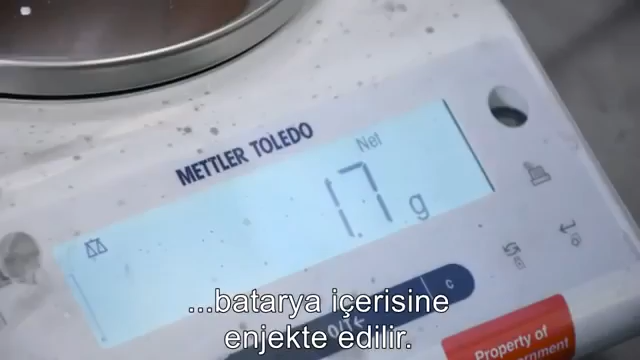 METTLER TOLEDO
Net
1.7 g
C
O/T←
...batarya içerisine
enjekte edilir.
Property of